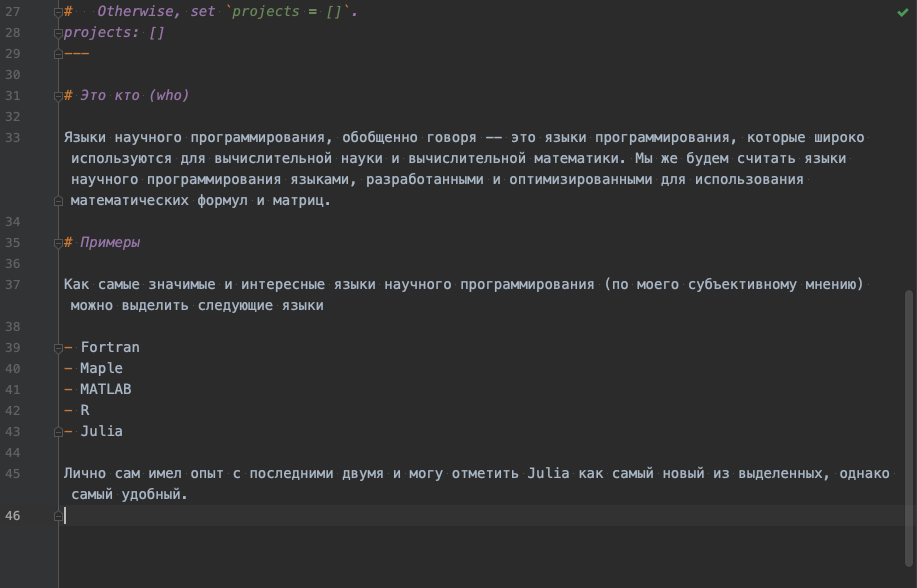 27 #   Otherwise, set `projects = []`.
28 projects: []
29 ---
30
31 # Это кто (who)
32
33 Языки научного программирования, обобщенно говоря -- это языки программирования, которые широко
используются для вычислительной науки и вычислительной математики. Мы же будем считать языки
научного программирования языками, разработанными и оптимизированными для использования
математических формул и матриц.
34
35 # Примеры
36
37 Как самые значимые и интересные языки научного программирования (по моего субъективному мнению)
можно выделить следующие языки
38
39 - Fortran
40 - Maple
41 - MATLAB
42 - R
43 - Julia
44
45 Лично сам имел опыт с последними двумя и могу отметить Julia как самый новый из выделенных, однако
самый удобный.
46